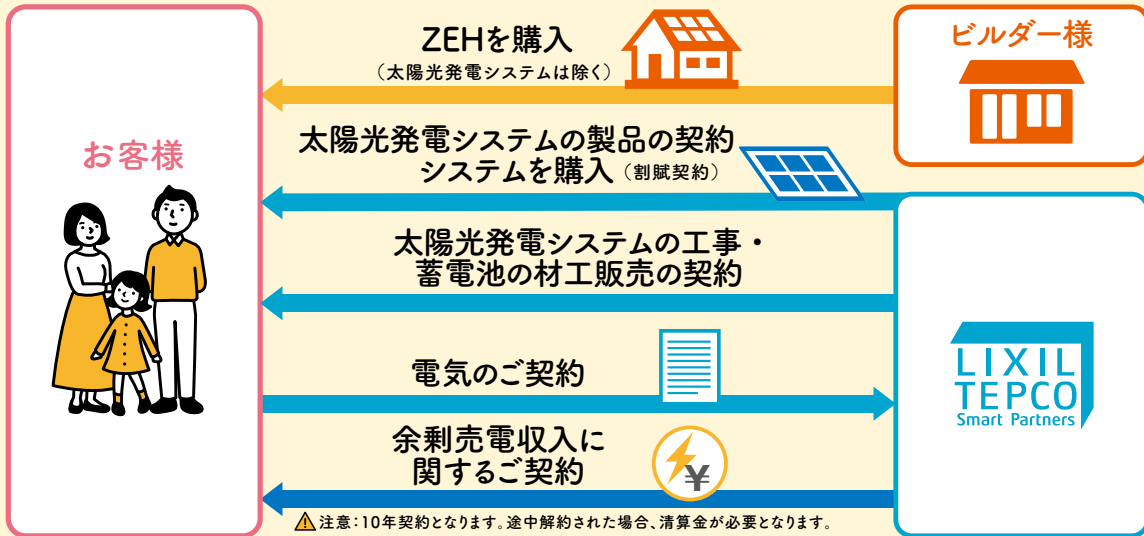 ZEHを購入
（太陽光発電システムは除く）
ビルダー様
お客様
太陽光発電システムの製品の契約
システムを購入（割賦契約）
太陽光発電システムの工事・
蓄電池の材工販売の契約
電気のご契約
LIXIL
TEPCO
Smart Partners
余剰売電収入に
関するご契約
¥
注意：10年契約となります。途中解約された場合、清算金が必要となります。